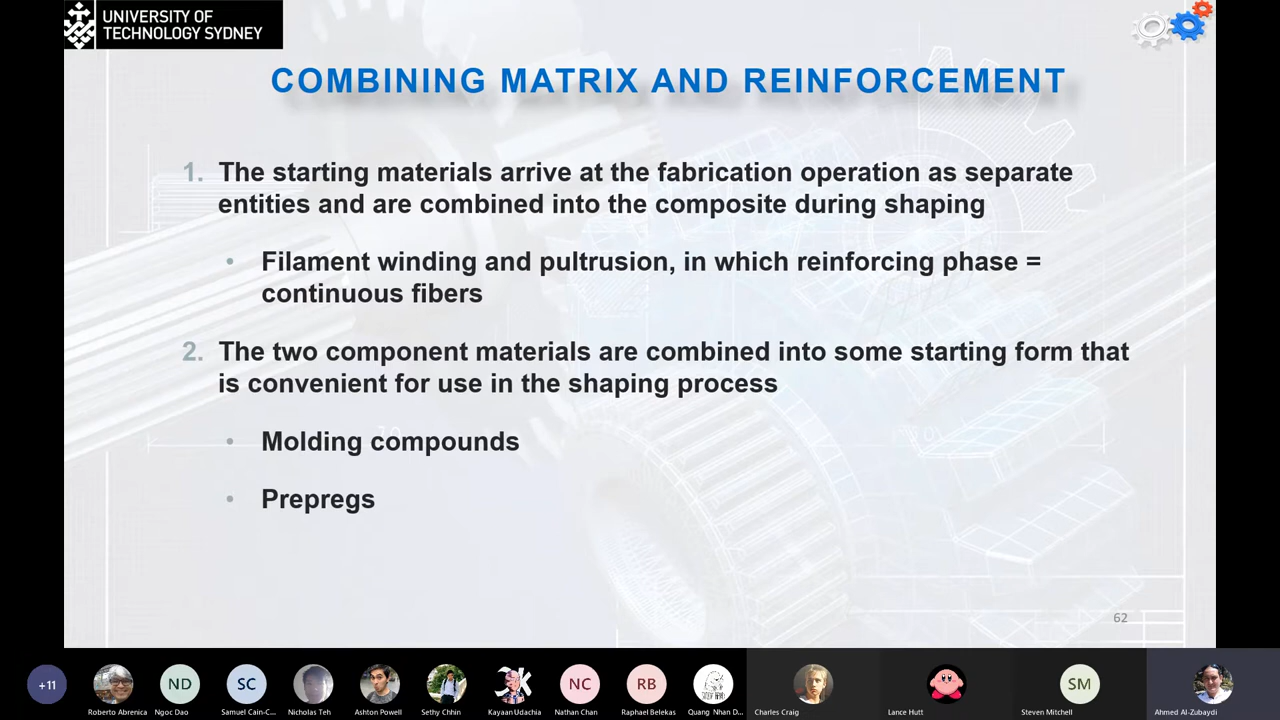 UNIVERSITY OF
TECHNOLOGY SYDNEY
COMBINING MATRIX AND REINFORCEMENT
1. The starting materials arrive at the fabrication operation as separate
entities and are combined into the composite during shaping
• Filament winding and pultrusion, in which reinforcing phase =
continuous fibers
2. The two component materials are combined into some starting form that
is convenient for use in the shaping process
• Molding compounds
• Prepregs
62
+11
ND
SC
NC
RB
SM
Roberto Abrenica
Ngoc Dao
Samuel Cain-C...
Nicholas Teh
Ashton Powell
Sethy Chhin
Kayaan Udachia
Nathan Chan
Raphael Belekas
Quang Nhan D...
Charles Craig
Lance Hutt
Steven Mitchell
Ahmed Al-Zubaydi